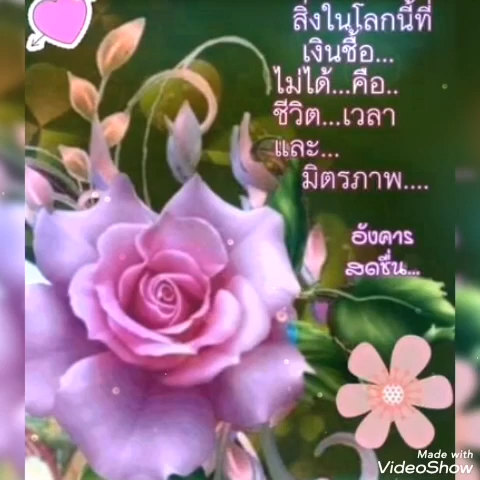 สิ่งในโลกนี้ที่
เงินซื้อ...
ไม่ได้...คือ..
ชีวิต...เวลา
และ...
มิตรภาพ....
อังคาร
สดชื่น...
Made with
VideoShow